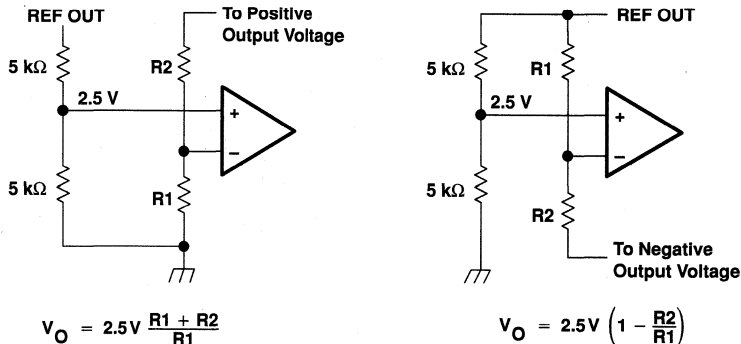 REF OUT
To Positive
Output Voltage
5 kΩ
R2
2.5 V
+
−
5 kΩ
R1
V_O = 2.5 V (R1 + R2)/R1
REF OUT
5 kΩ
R1
2.5 V
+
−
5 kΩ
R2
To Negative
Output Voltage
V_O = 2.5 V (1 − R2/R1)